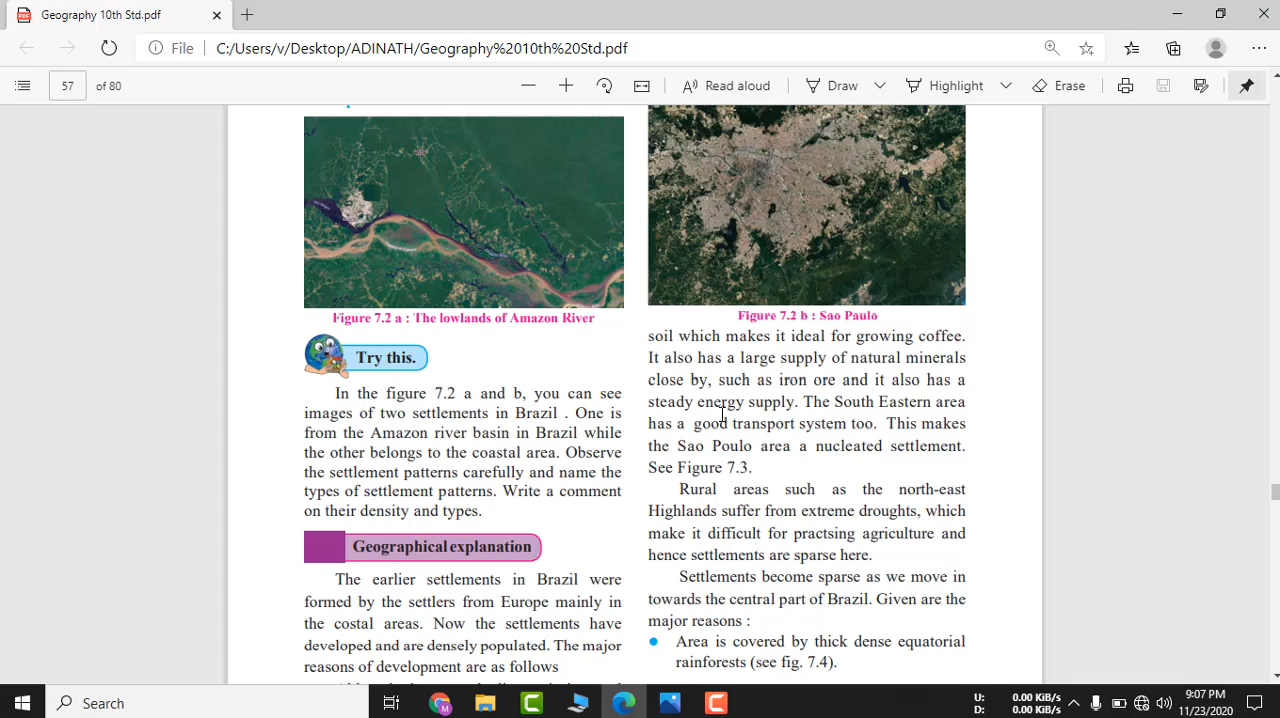 Geography 10th Std.pdf
File
C:/Users/v/Desktop/ADINATH/Geography%2010th%20Std.pdf
57
of 80
Read aloud
Draw
Highlight
Erase
Figure 7.2 a : The lowlands of Amazon River
Try this.
In the figure 7.2 a and b, you can see
images of two settlements in Brazil . One is
from the Amazon river basin in Brazil while
the other belongs to the coastal area. Observe
the settlement patterns carefully and name the
types of settlement patterns. Write a comment
on their density and types.
Geographical explanation
The earlier settlements in Brazil were
formed by the settlers from Europe mainly in
the costal areas. Now the settlements have
developed and are densely populated. The major
reasons of development are as follows
Figure 7.2 b : Sao Paulo
soil which makes it ideal for growing coffee.
It also has a large supply of natural minerals
close by, such as iron ore and it also has a
steady energy supply. The South Eastern area
has a good transport system too. This makes
the Sao Poulo area a nucleated settlement.
See Figure 7.3.
Rural areas such as the north-east
Highlands suffer from extreme droughts, which
make it difficult for practsing agriculture and
hence settlements are sparse here.
Settlements become sparse as we move in
towards the central part of Brazil. Given are the
major reasons :
Area is covered by thick dense equatorial
rainforests (see fig. 7.4).
Search
U: 0.00 KiB/s
D: 0.00 KiB/s
9:07 PM
11/23/2020